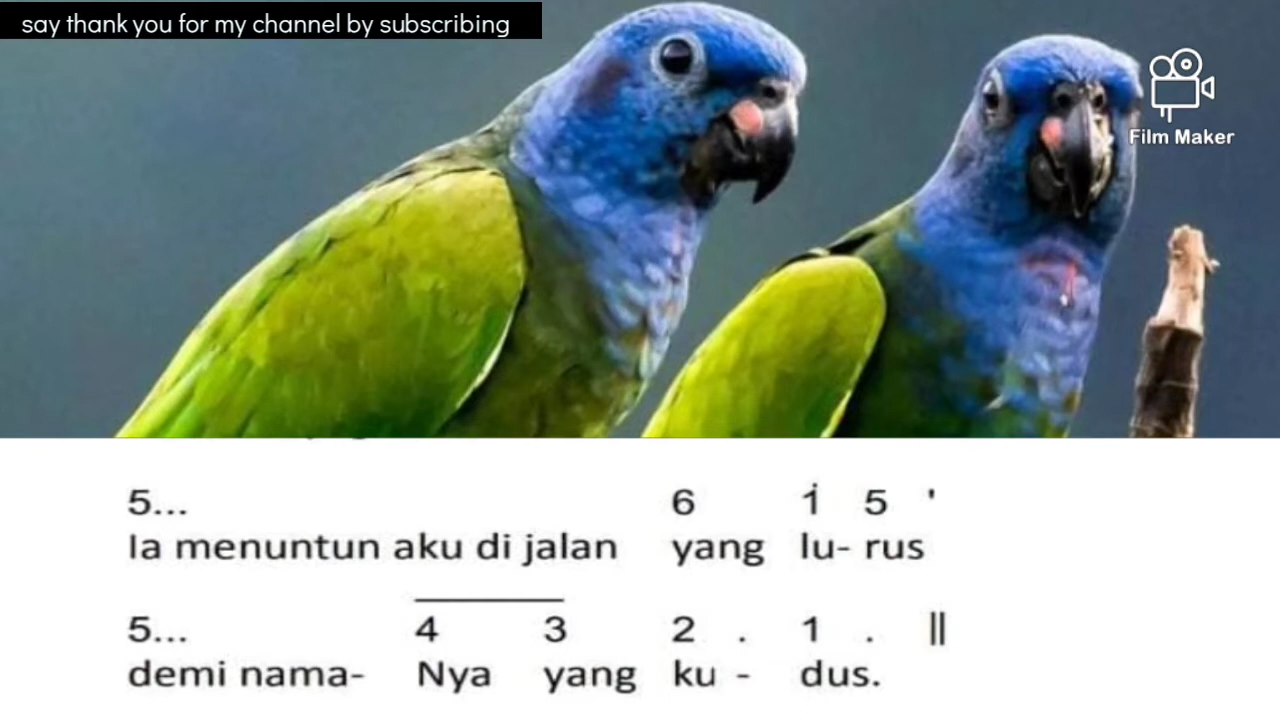 say thank you for my channel by subscribing
Film Maker
5... 6 1̇ 5 '
Ia menuntun aku di jalan yang lu- rus
5... 4 3 2 . 1 . ||
demi nama- Nya yang ku - dus.